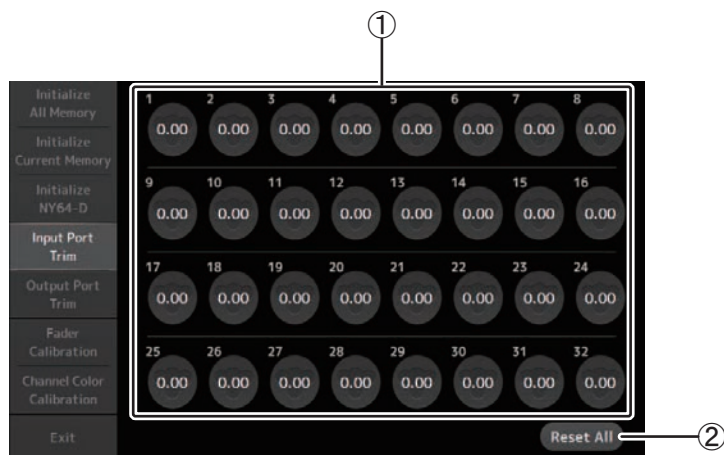 ①
Initialize
All Memory
Initialize
Current Memory
Initialize
NY64-D
Input Port
Trim
Output Port
Trim
Fader
Calibration
Channel Color
Calibration
Exit
1 2 3 4 5 6 7 8
0.00 0.00 0.00 0.00 0.00 0.00 0.00 0.00
9 10 11 12 13 14 15 16
0.00 0.00 0.00 0.00 0.00 0.00 0.00 0.00
17 18 19 20 21 22 23 24
0.00 0.00 0.00 0.00 0.00 0.00 0.00 0.00
25 26 27 28 29 30 31 32
0.00 0.00 0.00 0.00 0.00 0.00 0.00 0.00
Reset All ②